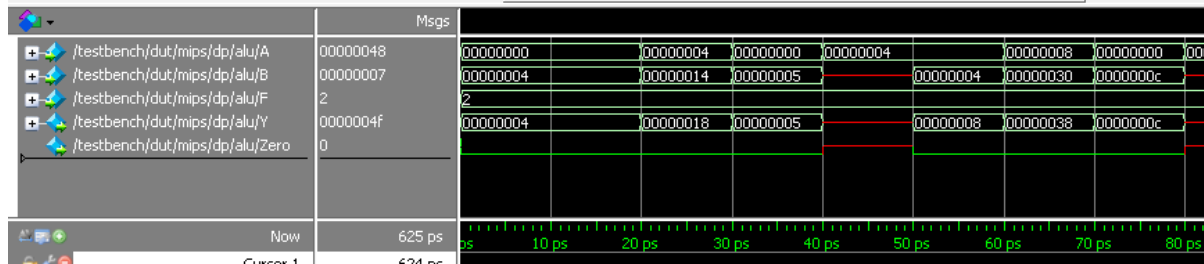 Msgs
/testbench/dut/mips/dp/alu/A 00000048 00000000 00000004 00000000 00000004 00000008 00000000 00
/testbench/dut/mips/dp/alu/B 00000007 00000004 00000014 00000005 00000004 00000030 0000000c
/testbench/dut/mips/dp/alu/F 2 2
/testbench/dut/mips/dp/alu/Y 0000004f 00000004 00000018 00000005 00000008 00000038 0000000c
/testbench/dut/mips/dp/alu/Zero 0
Now 625 ps ps 10 ps 20 ps 30 ps 40 ps 50 ps 60 ps 70 ps 80 ps
Cursor 1 624 ps